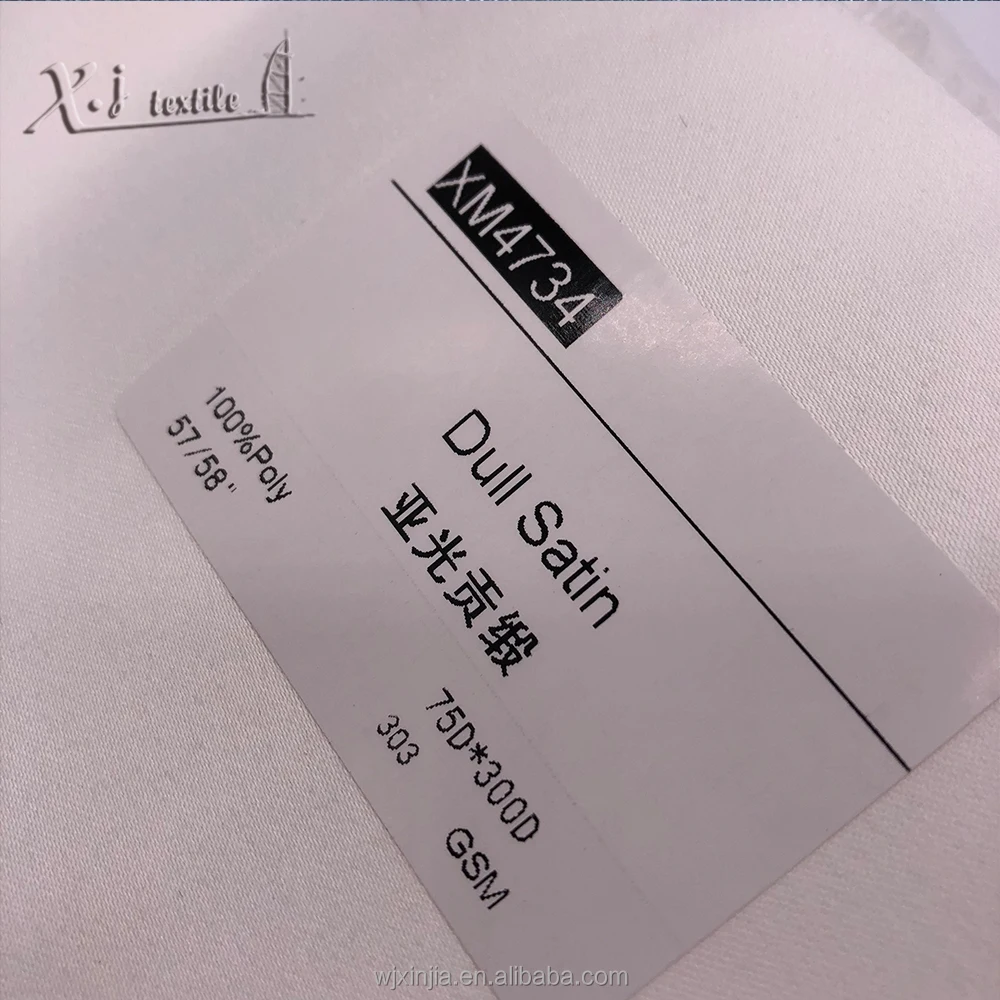 X.j textile
XM4734
Dull Satin
亚光贡缎
100%Poly 75D*300D
57/58" 303 GSM
wjxinjia.en.alibaba.com